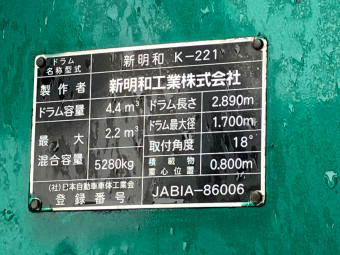 ドラム
名称型式 新明和 K-221
製作者 新明和工業株式会社
ドラム容量 4.4m³ ドラム長さ 2.890m
最大 2.2m³ ドラム最大径 1.700m
取付角度 18°
混合容量 5280kg 積載物重心位置 0.800m
(社)日本自動車車体工業会
登録番号 JABIA-86006